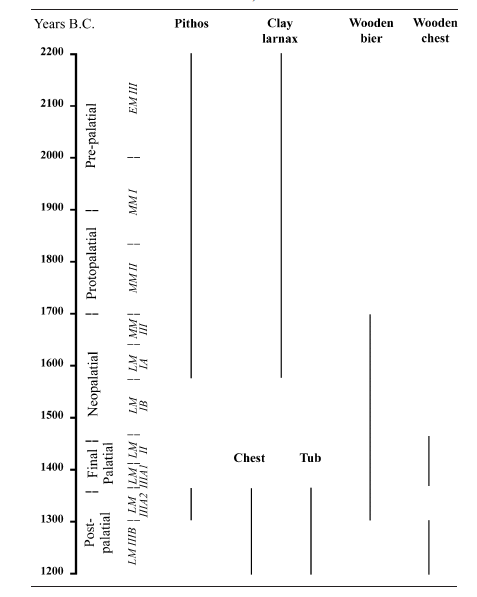 Years B.C.
Pithos
Clay
larnax
Wooden
bier
Wooden
chest
2200
2100
2000
1900
1800
1700
1600
1500
1400
1300
1200
Pre-palatial
Protopalatial
Neopalatial
Final
Palatial
Post-
palatial
EM III
MM I
MM II
MM
III
LM
IA
LM
IB
LM
II
LM
IIIA1
LM
IIIA2
LM IIIB
Chest
Tub